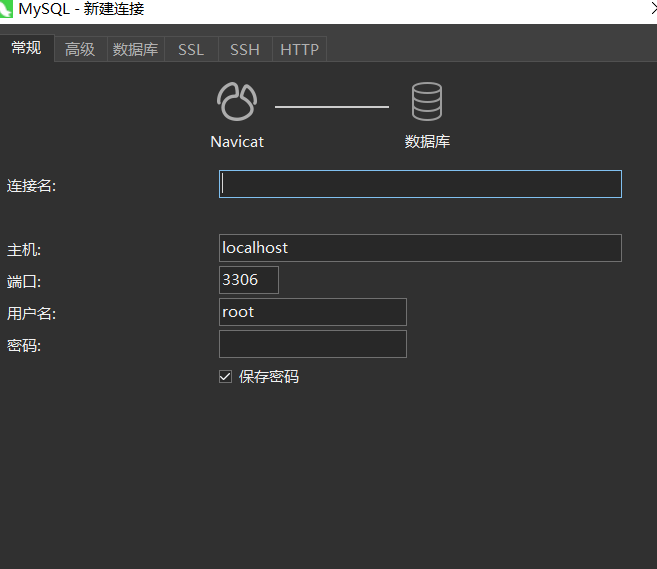 MySQL - 新建连接
常规 高级 数据库 SSL SSH HTTP
Navicat 数据库
连接名:
主机: localhost
端口: 3306
用户名: root
密码:
保存密码